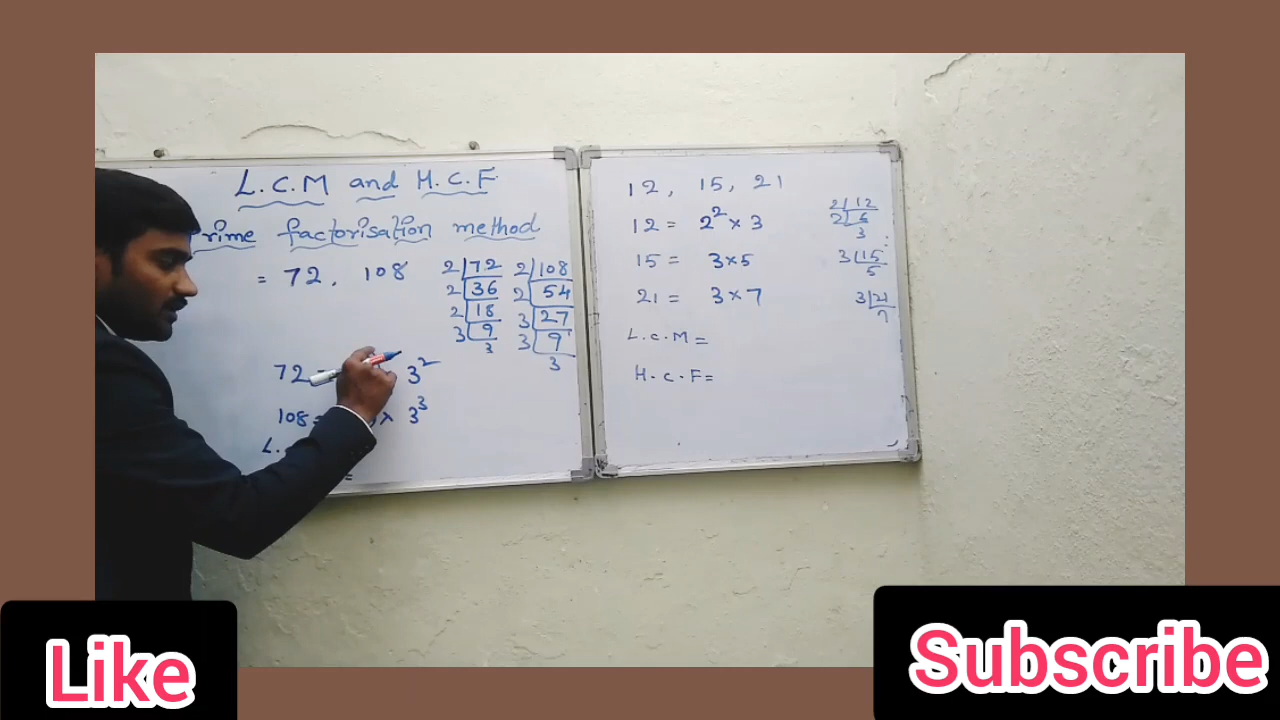 L.C.M and H.C.F
rime factorisation method
= 72, 108
2 72
2 36
2 18
3 9
3
2 108
2 54
3 27
3 9
3
72 3²
108 = × 3³
L.
=
12, 15, 21
12 = 2² × 3
15 = 3 × 5
21 = 3 × 7
L.C.M =
H.C.F =
2 12
2 6
3
3 15
5
3 21
7
Like
Subscribe